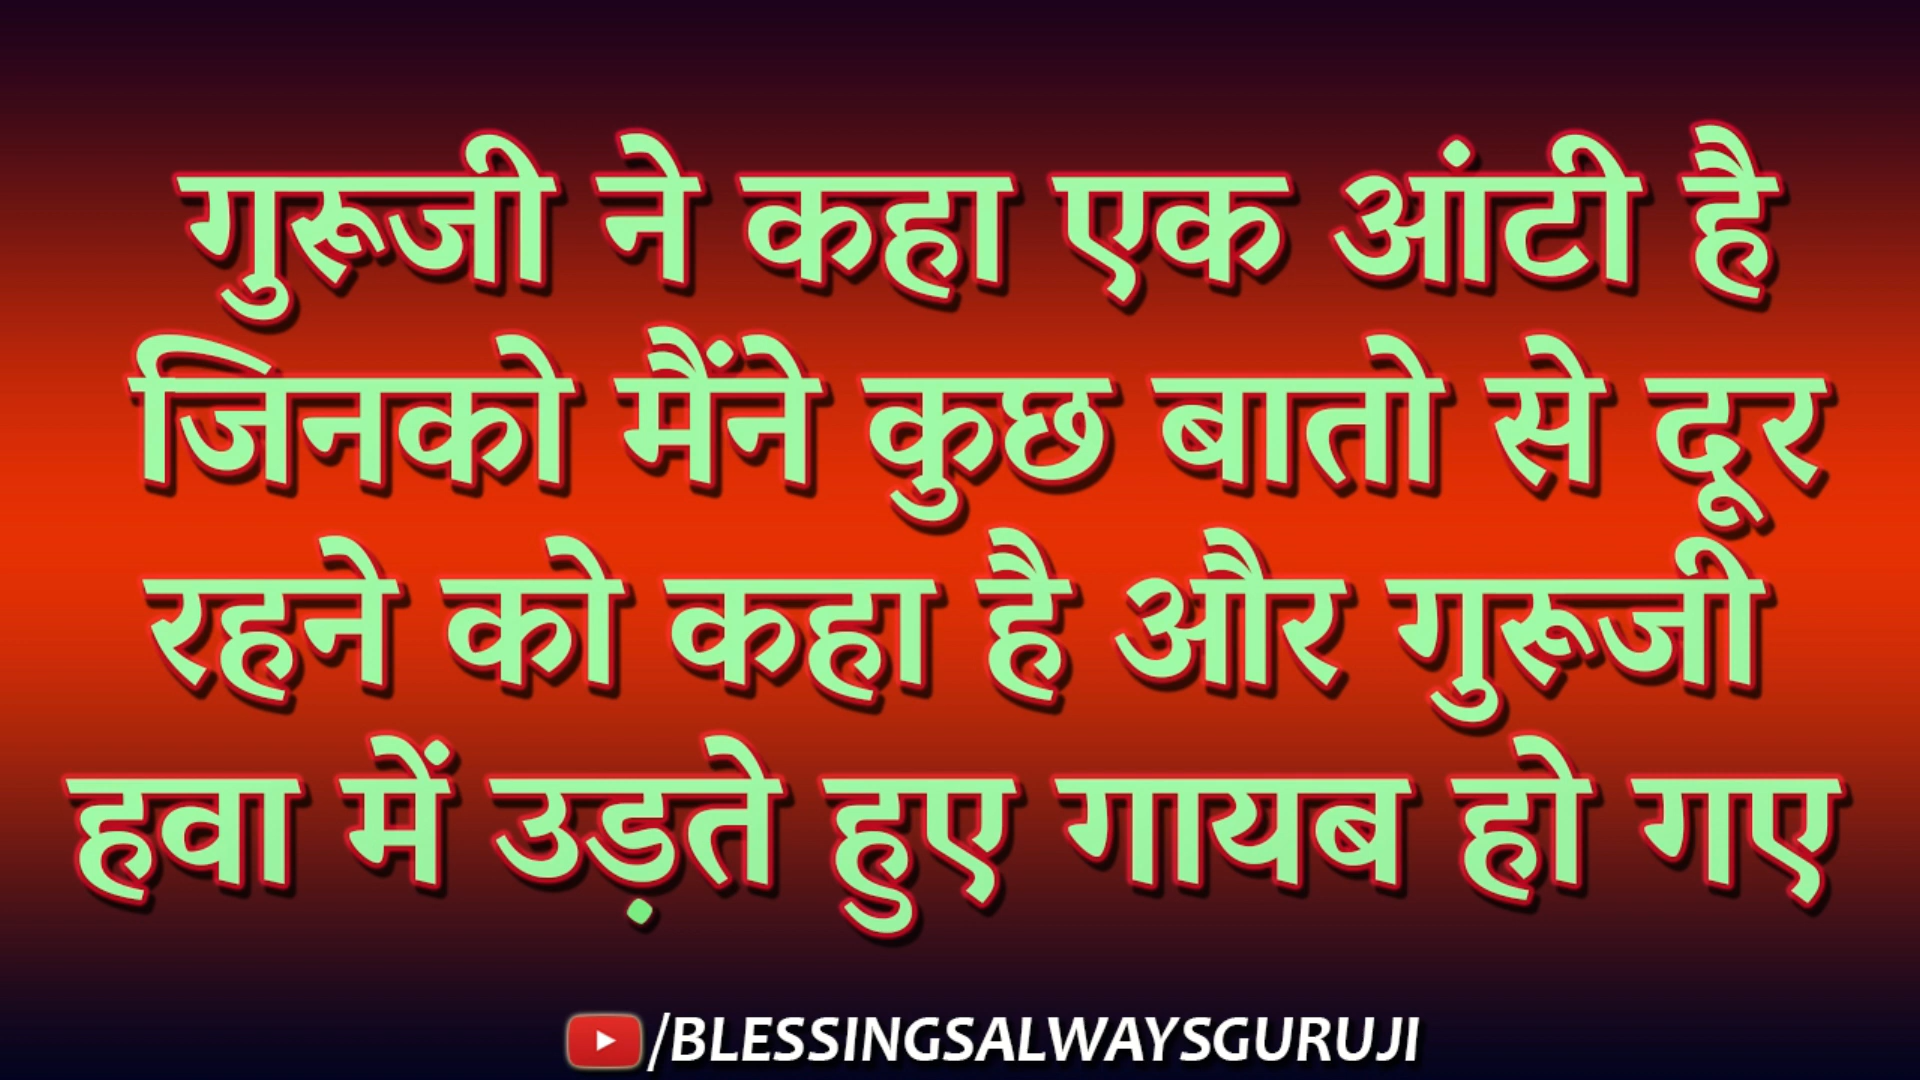 गुरूजी ने कहा एक आंटी है
जिनको मैंने कुछ बातो से दूर
रहने को कहा है और गुरूजी
हवा में उड़ते हुए गायब हो गए
/BLESSINGSALWAYSGURUJI